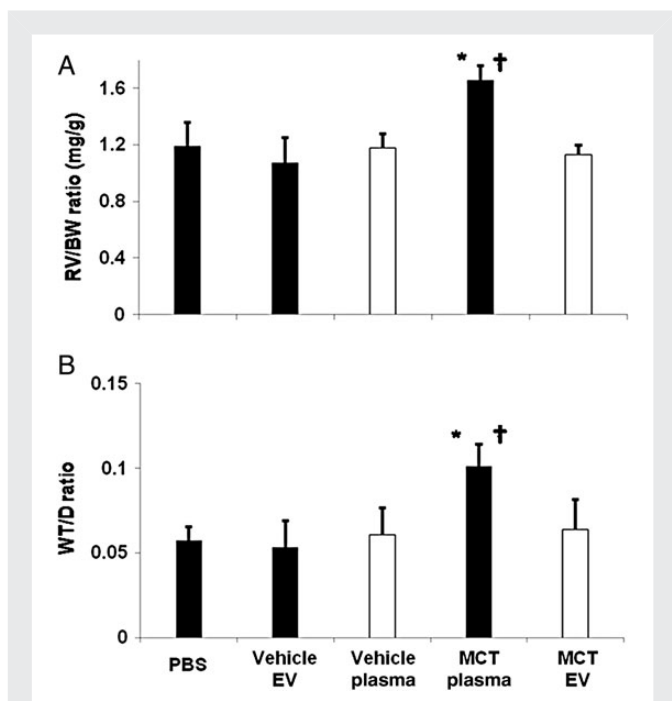 A
RV/BW ratio (mg/g)
1.6
1.2
0.8
0.4
0
* †
B
WT/D ratio
0.15
0.1
0.05
0
* †
PBS
Vehicle
EV
Vehicle
plasma
MCT
plasma
MCT
EV